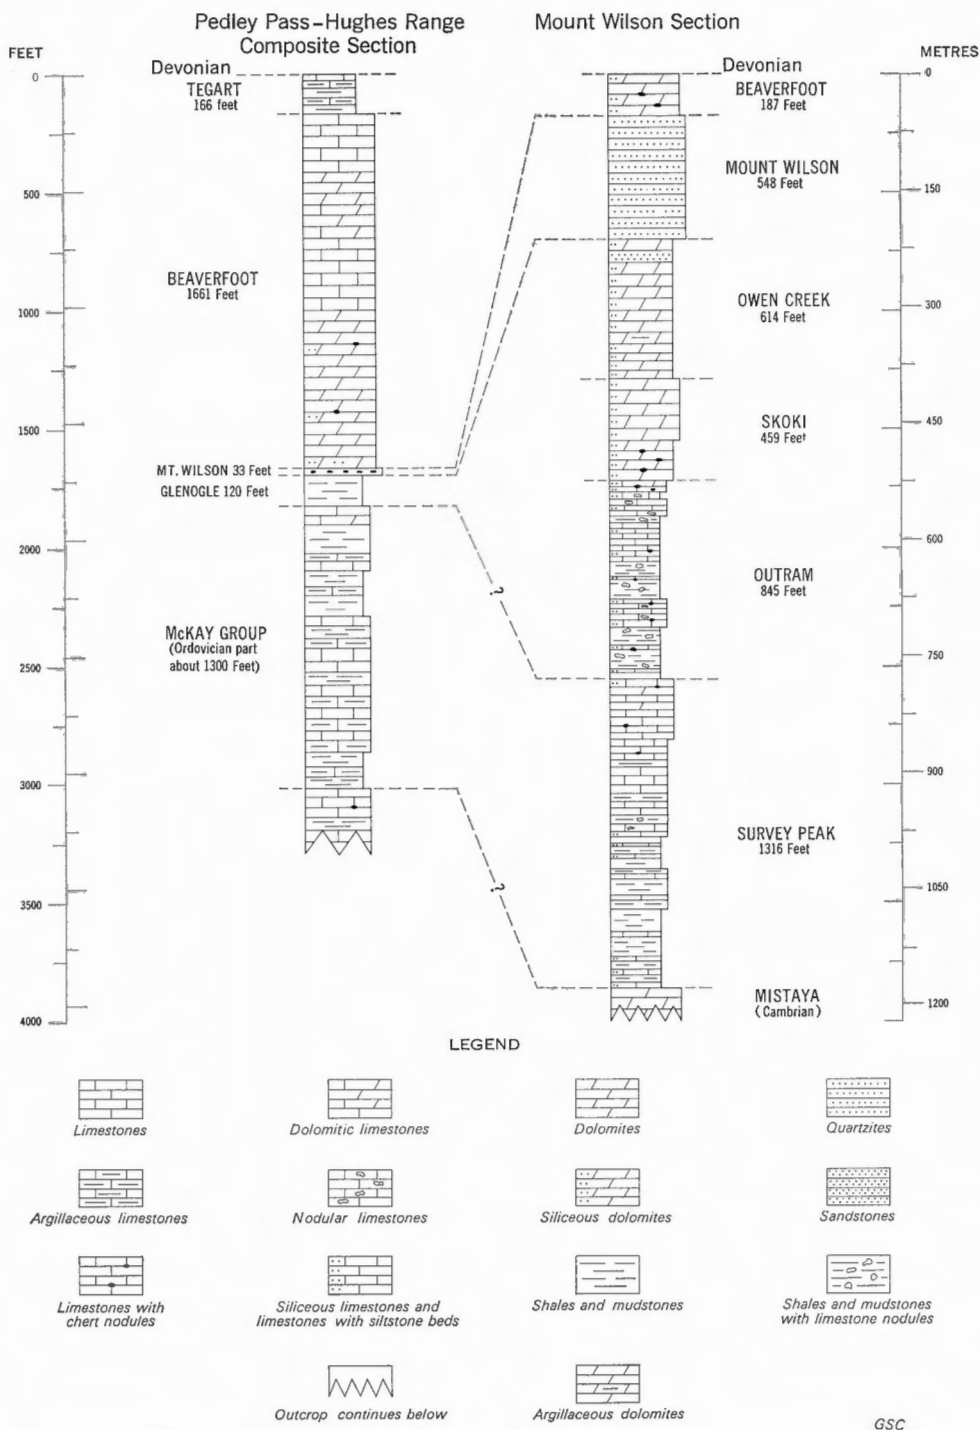 Pedley Pass–Hughes Range
Composite Section
Mount Wilson Section
FEET
METRES
Devonian
TEGART
166 feet
BEAVERFOOT
1661 Feet
MT. WILSON 33 Feet
GLENOGLE 120 Feet
McKAY GROUP
(Ordovician part
about 1300 Feet)
0
500
1000
1500
2000
2500
3000
3500
4000
?
?
Devonian
BEAVERFOOT
187 Feet
MOUNT WILSON
548 Feet
OWEN CREEK
614 Feet
SKOKI
459 Feet
OUTRAM
845 Feet
SURVEY PEAK
1316 Feet
MISTAYA
(Cambrian)
0
150
300
450
600
750
900
1050
1200
LEGEND
Limestones
Dolomitic limestones
Dolomites
Quartzites
Argillaceous limestones
Nodular limestones
Siliceous dolomites
Sandstones
Limestones with
chert nodules
Siliceous limestones and
limestones with siltstone beds
Shales and mudstones
Shales and mudstones
with limestone nodules
Outcrop continues below
Argillaceous dolomites
GSC